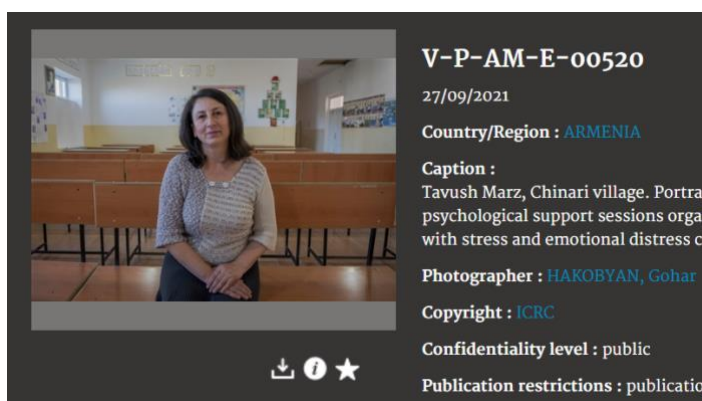 V-P-AM-E-00520
27/09/2021
Country/Region : ARMENIA
Caption :
Tavush Marz, Chinari village. Portra
psychological support sessions orga
with stress and emotional distress c
Photographer : HAKOBYAN, Gohar
Copyright : ICRC
Confidentiality level : public
Publication restrictions : publicatio